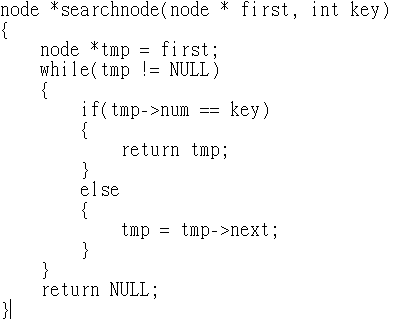 node *searchnode(node * first, int key)
{
    node *tmp = first;
    while(tmp != NULL)
    {
        if(tmp->num == key)
        {
            return tmp;
        }
        else
        {
            tmp = tmp->next;
        }
    }
    return NULL;
}